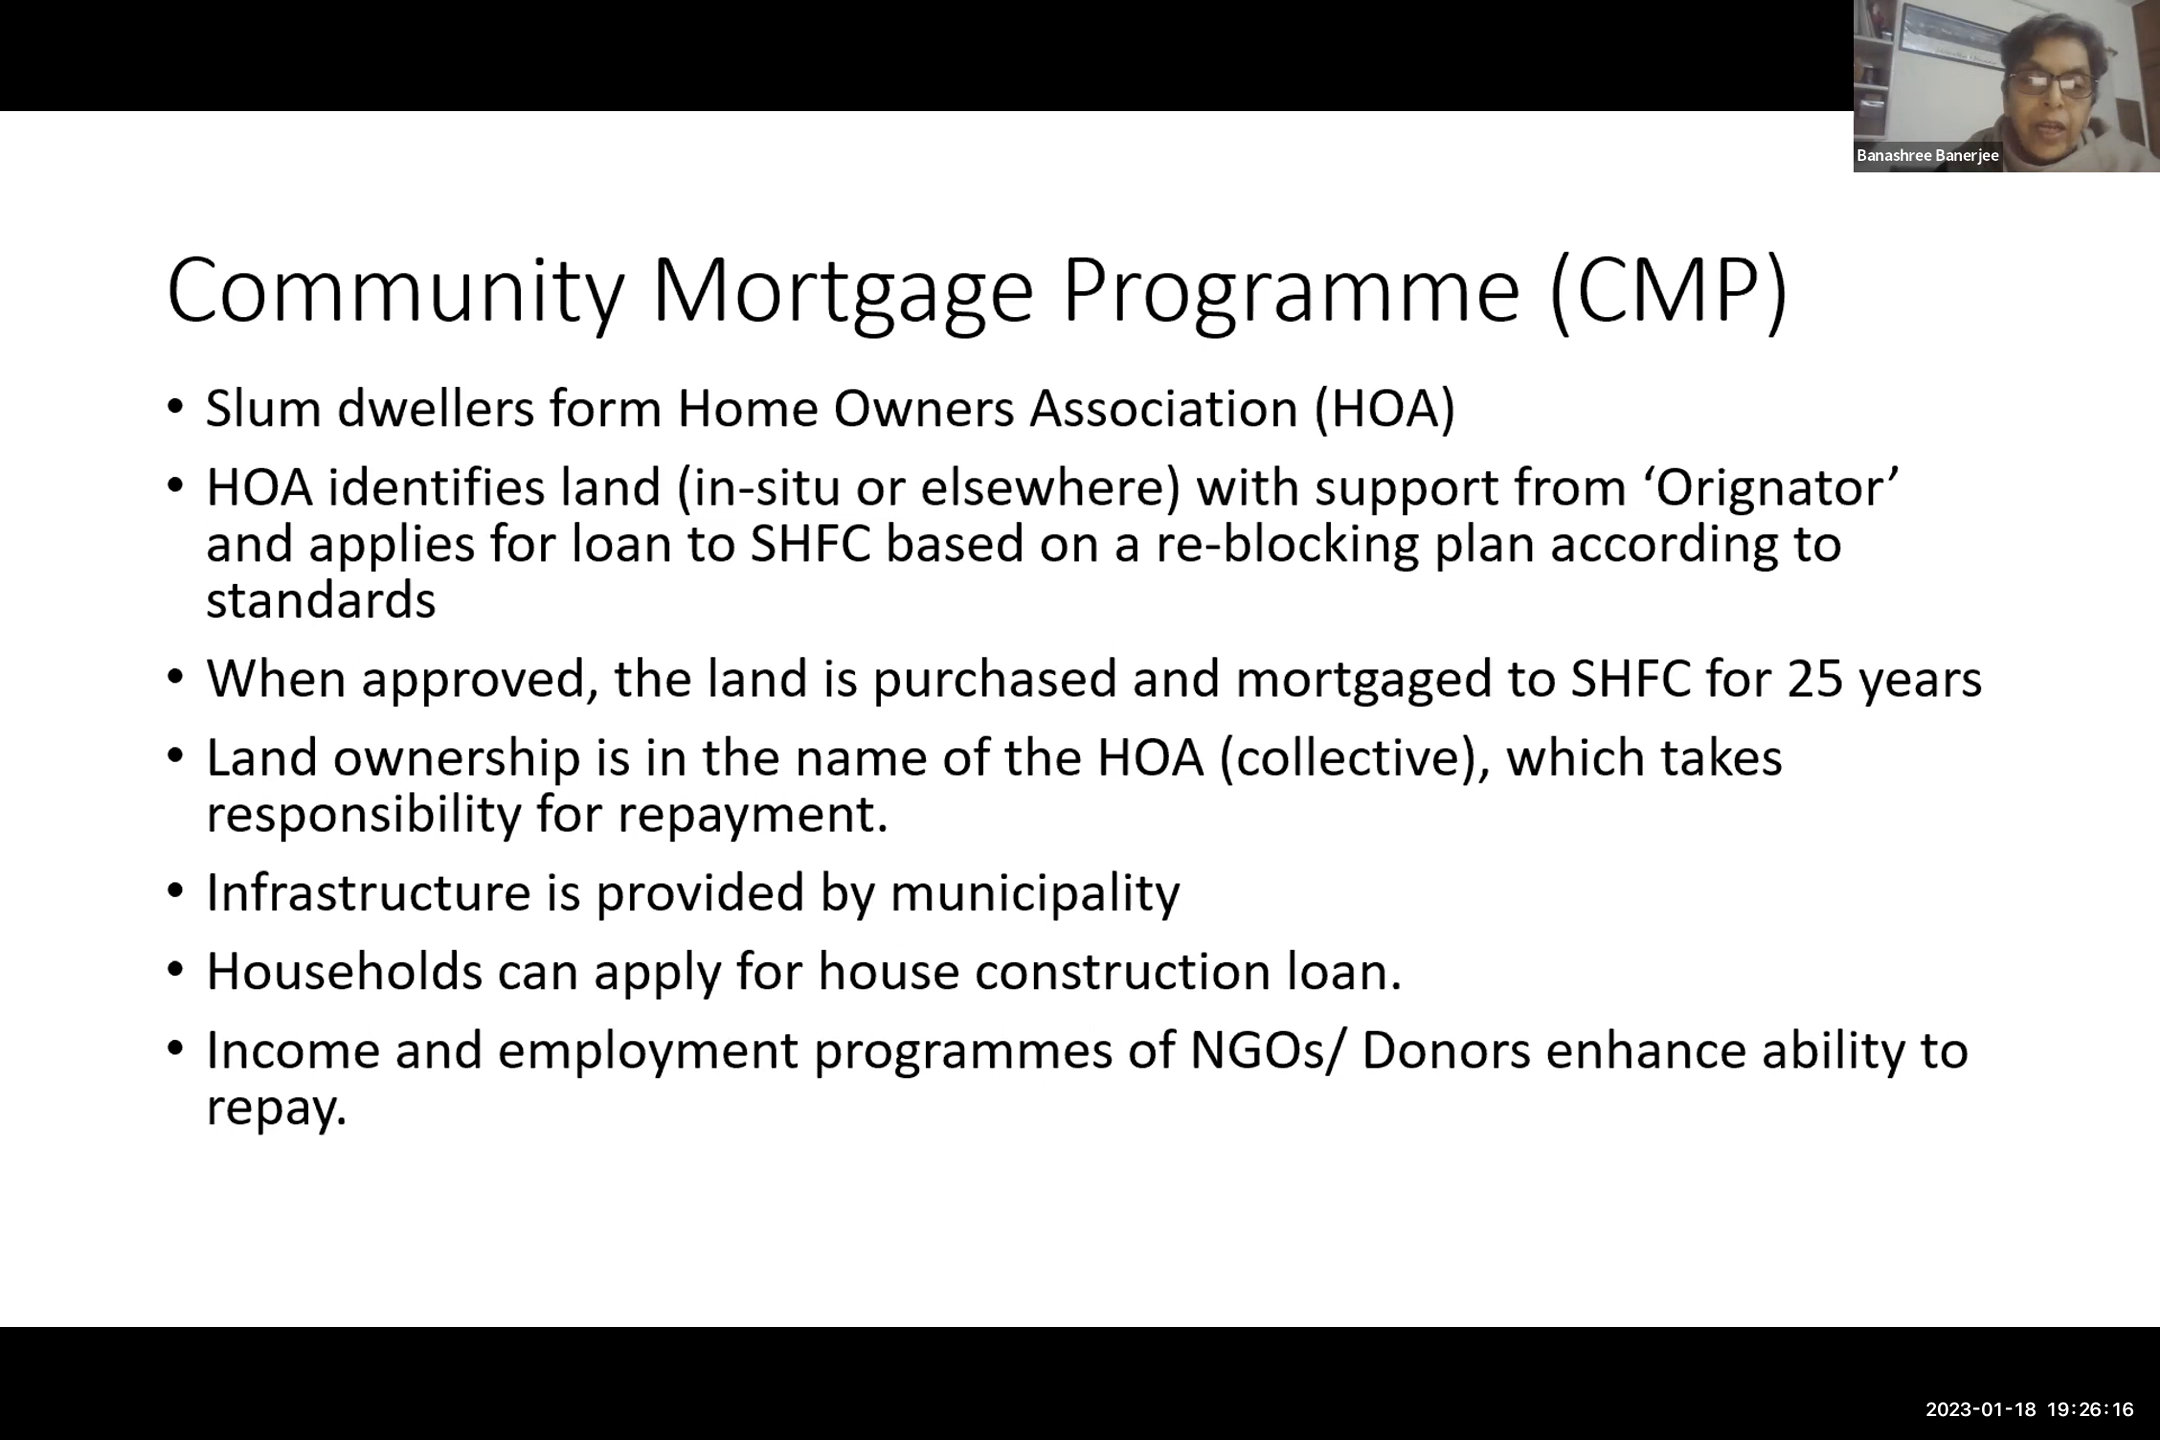 Banashree Banerjee
Community Mortgage Programme (CMP)
• Slum dwellers form Home Owners Association (HOA)
• HOA identifies land (in-situ or elsewhere) with support from ‘Orignator’
and applies for loan to SHFC based on a re-blocking plan according to
standards
• When approved, the land is purchased and mortgaged to SHFC for 25 years
• Land ownership is in the name of the HOA (collective), which takes
responsibility for repayment.
• Infrastructure is provided by municipality
• Households can apply for house construction loan.
• Income and employment programmes of NGOs/ Donors enhance ability to
repay.
2023-01-18 19:26:16